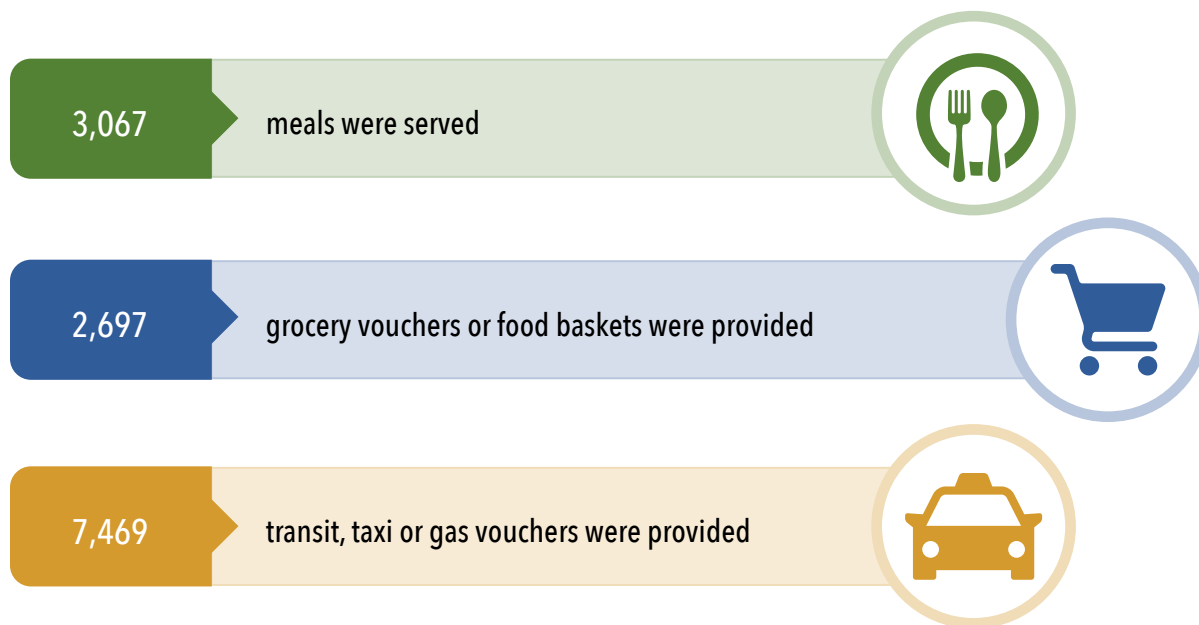 3,067
meals were served
2,697
grocery vouchers or food baskets were provided
7,469
transit, taxi or gas vouchers were provided